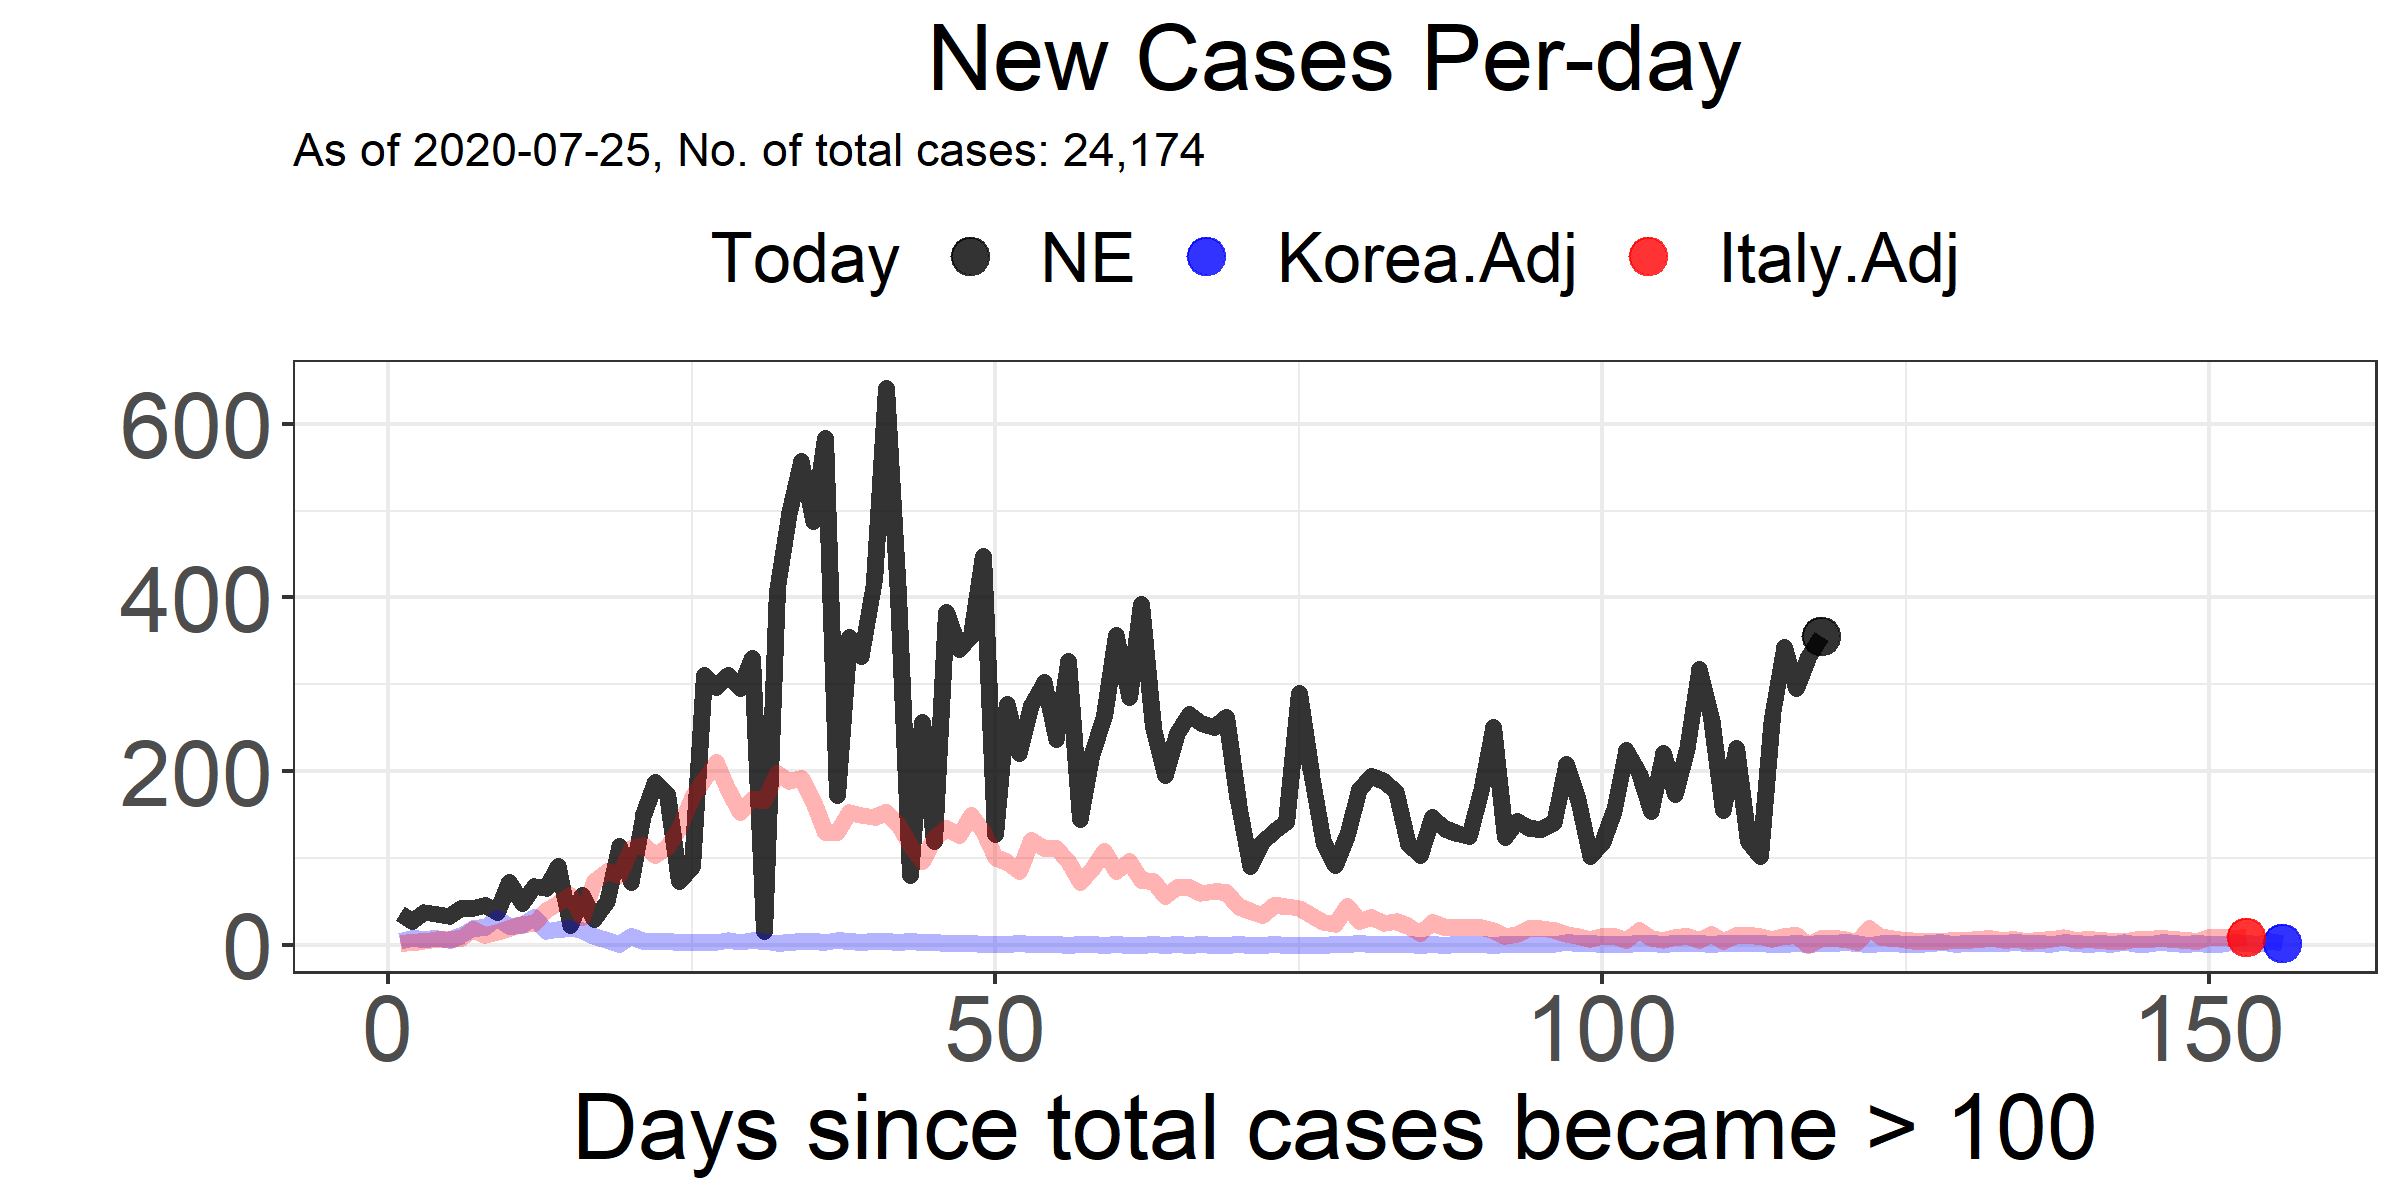 New Cases Per-day
As of 2020-07-25, No. of total cases: 24,174
Today NE Korea.Adj Italy.Adj
600
400
200
0
0 50 100 150
Days since total cases became > 100